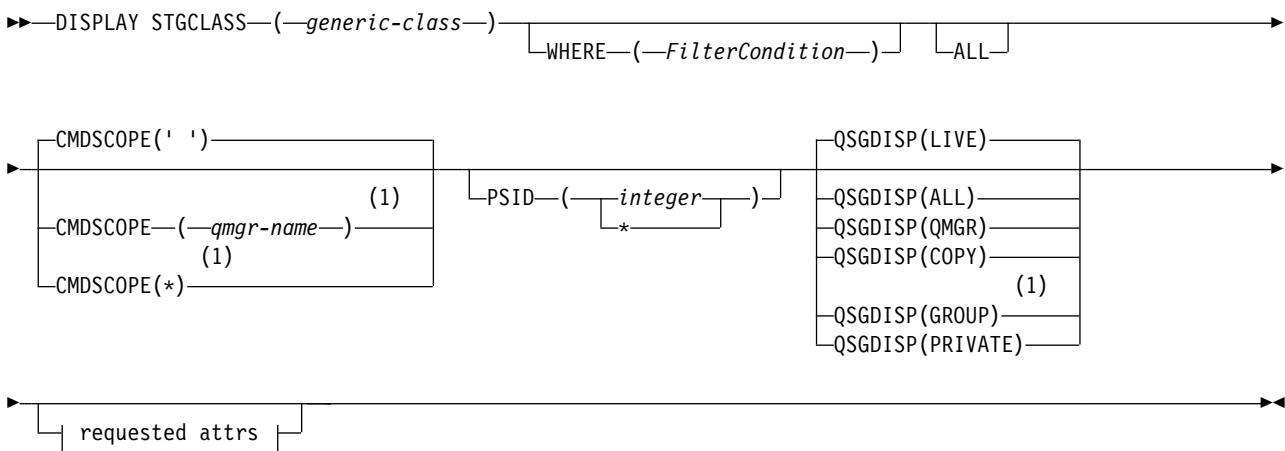 DISPLAY STGCLASS ( generic-class )
WHERE ( FilterCondition ) ALL
CMDSCOPE(' ') QSGDISP(LIVE)
(1) PSID ( integer ) QSGDISP(ALL)
CMDSCOPE ( qmgr-name ) * QSGDISP(QMGR)
(1) QSGDISP(COPY)
CMDSCOPE(*) (1)
QSGDISP(GROUP)
QSGDISP(PRIVATE)
requested attrs